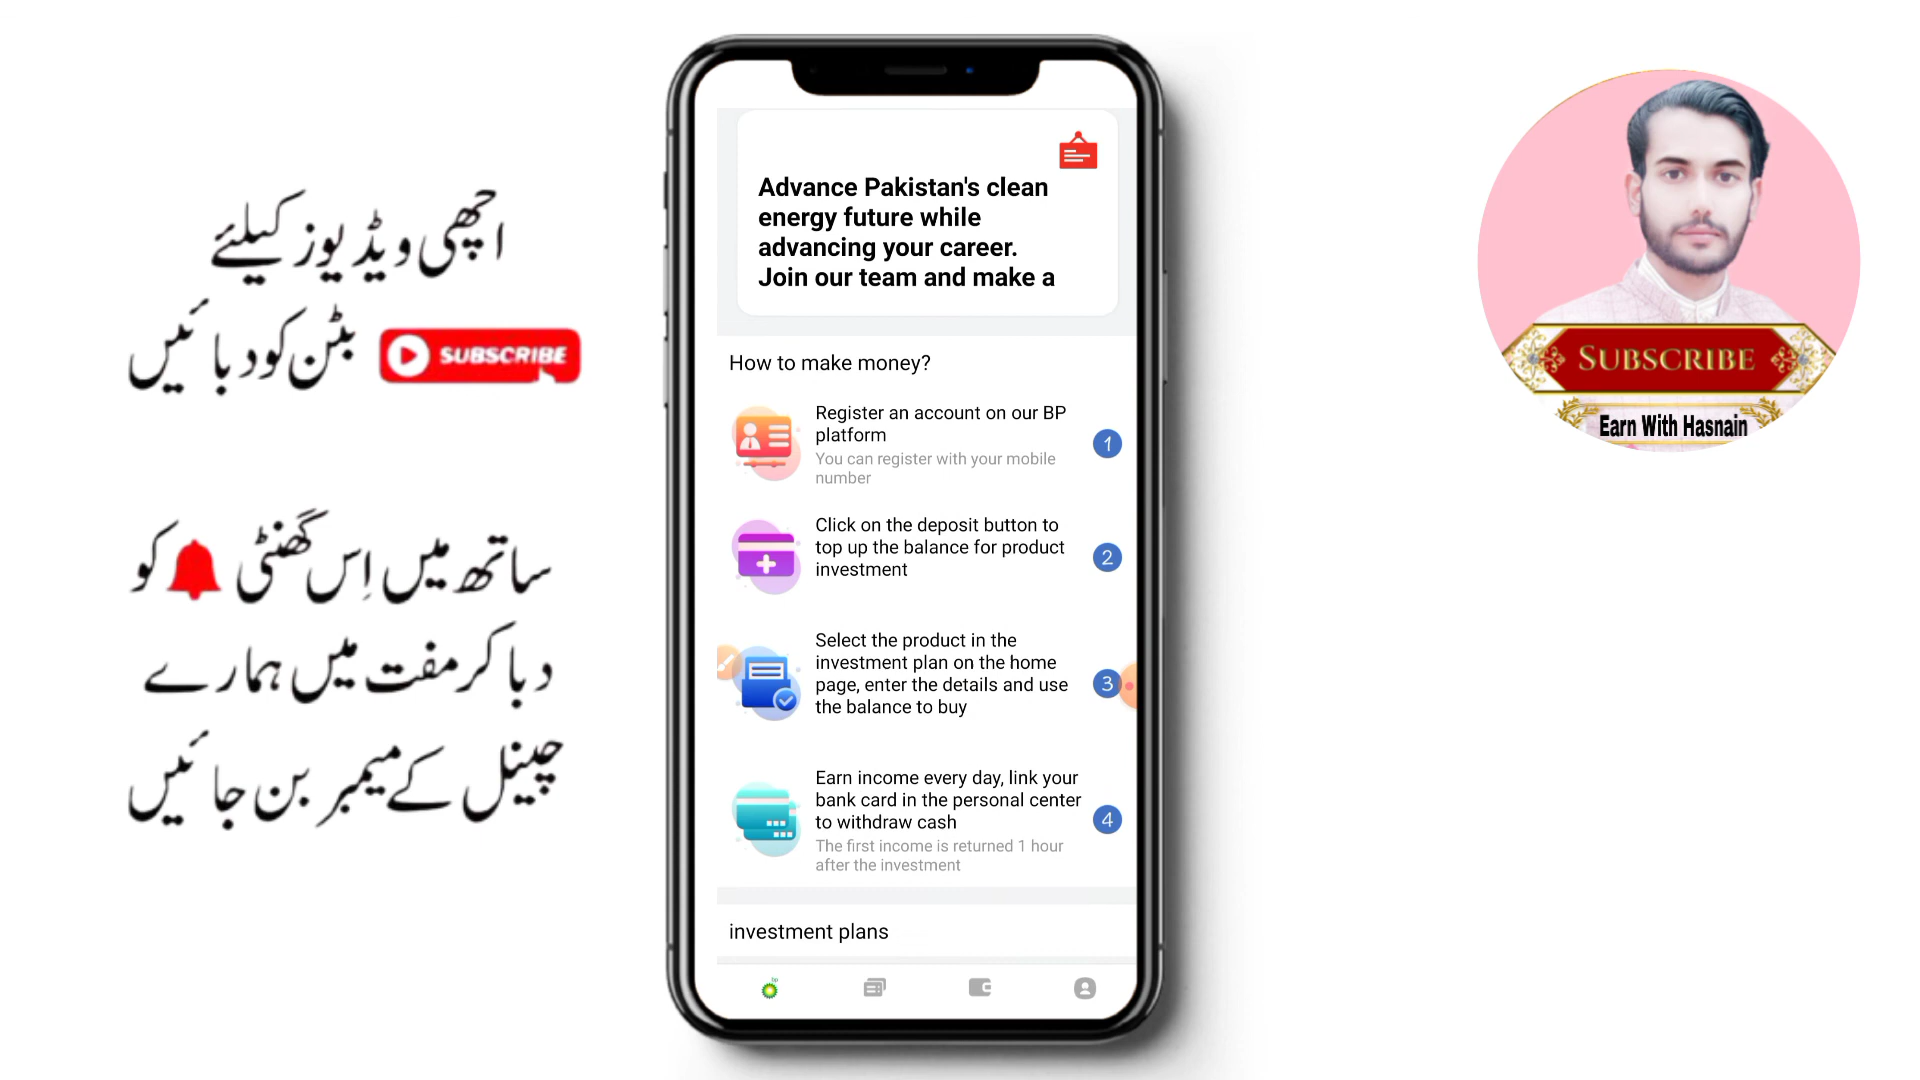 اچھی ویڈیوز کیلئے
SUBSCRIBE بٹن کو دبائیں
ساتھ میں اِس گھنٹی کو
دبا کر مفت میں ہمارے
چینل کے میمبر بن جائیں
Advance Pakistan's clean
energy future while
advancing your career.
Join our team and make a
How to make money?
Register an account on our BP
platform
You can register with your mobile
number
1
Click on the deposit button to
top up the balance for product
investment
2
Select the product in the
investment plan on the home
page, enter the details and use
the balance to buy
3
Earn income every day, link your
bank card in the personal center
to withdraw cash
The first income is returned 1 hour
after the investment
4
investment plans
bp
SUBSCRIBE
Earn With Hasnain